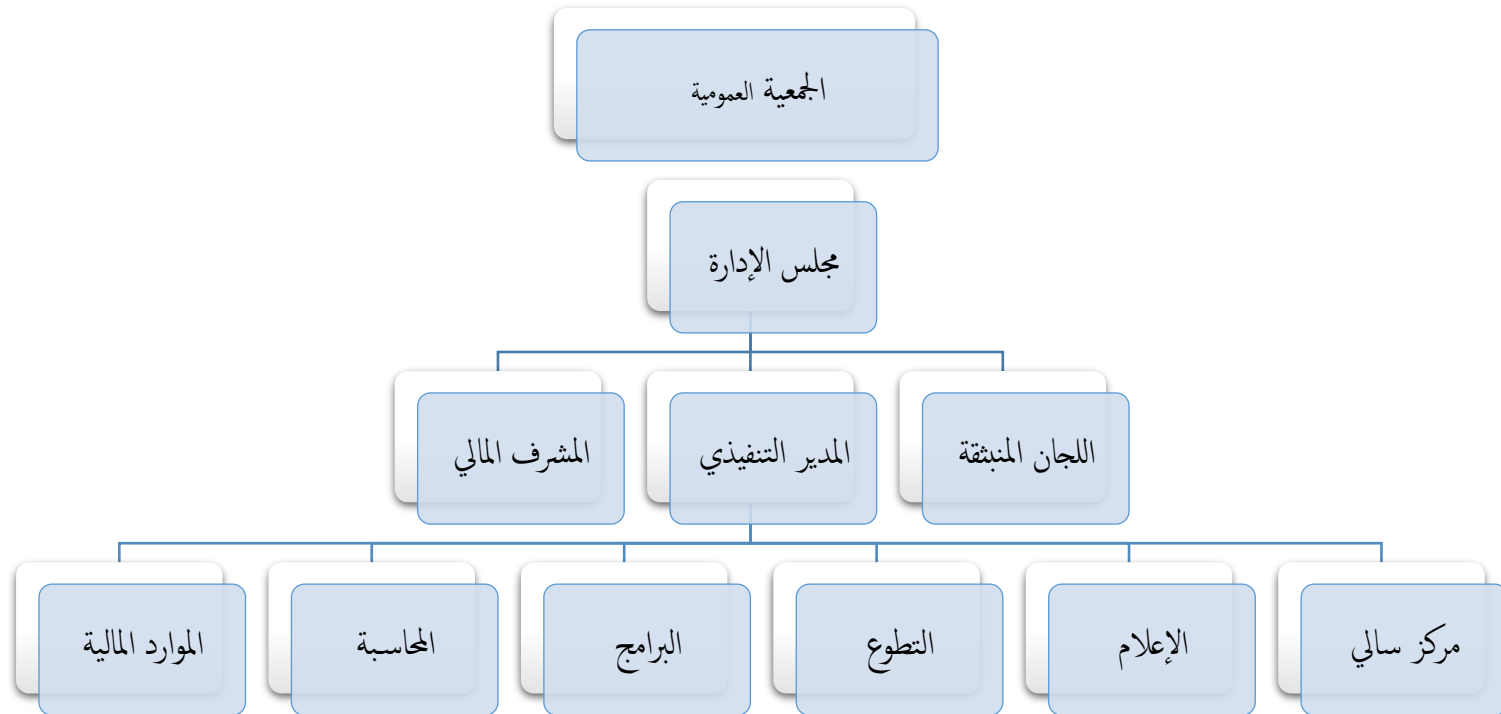 الجمعية العمومية
مجلس الإدارة
اللجان المنبثقة
المدير التنفيذي
المشرف المالي
مركز سالي
الإعلام
التطوع
البرامج
المحاسبة
الموارد المالية